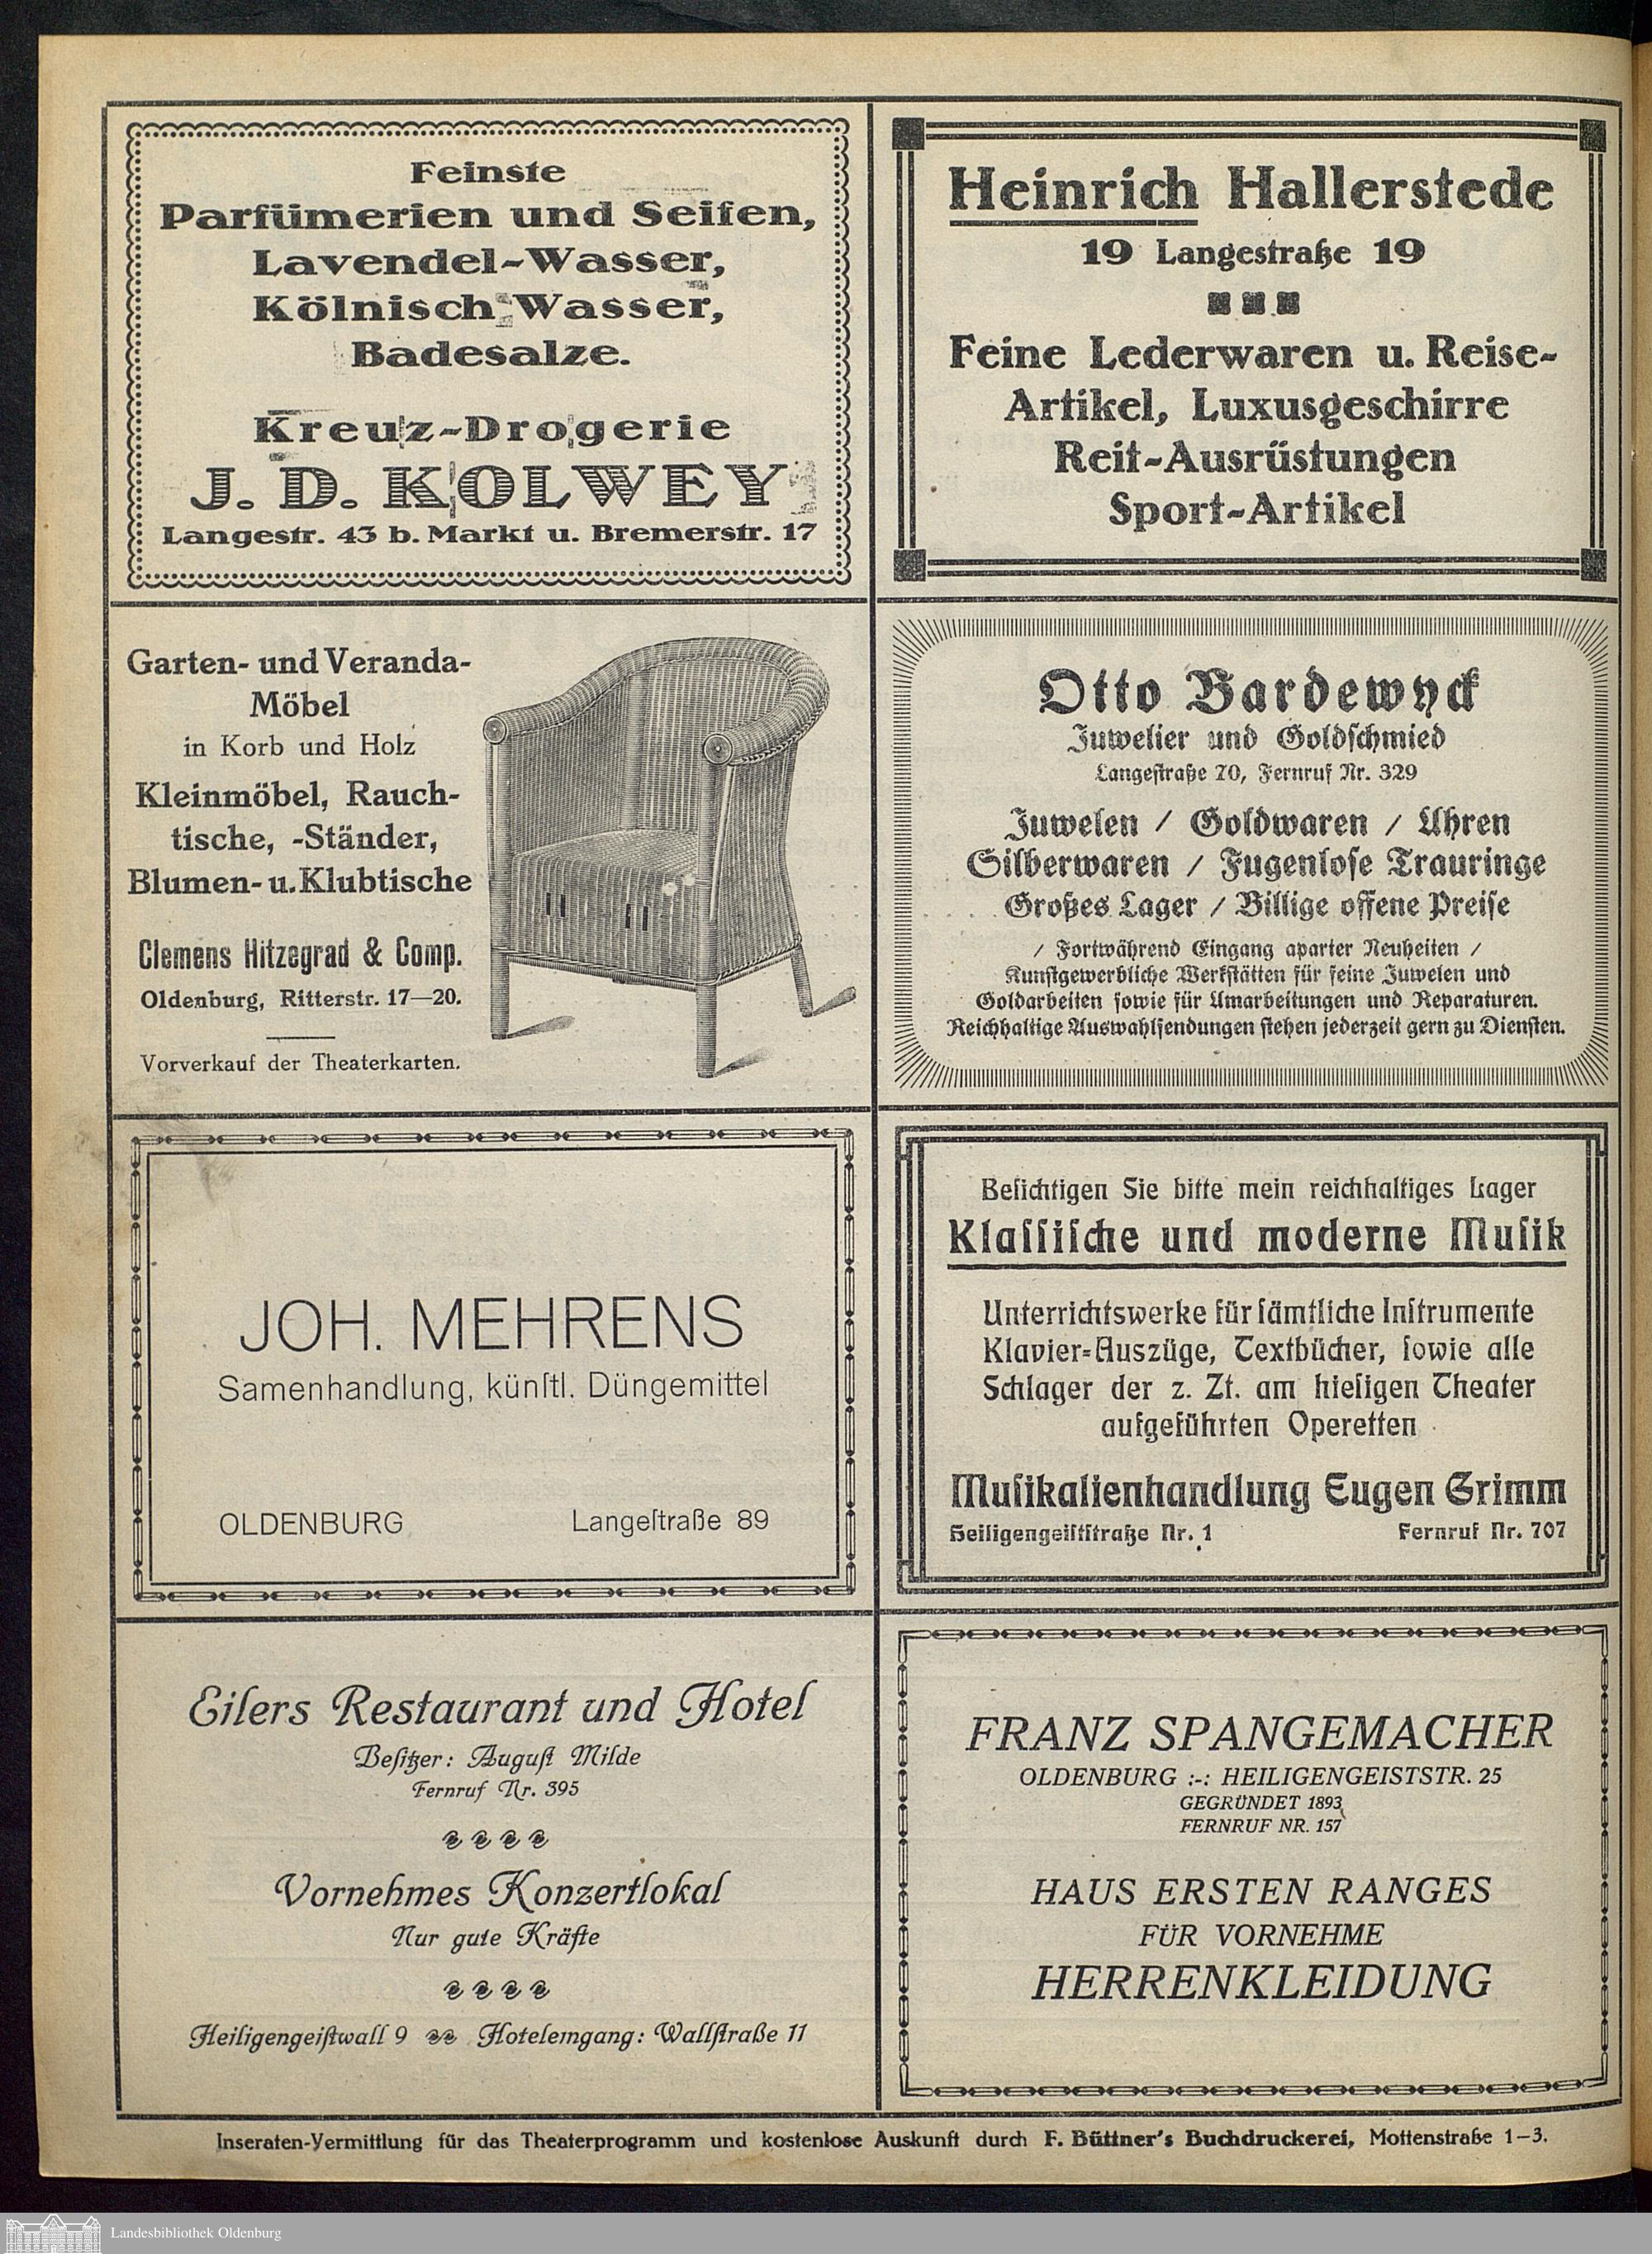 Feinste
Parfümerien und Seifen,
Lavendel-Wasser,
Kölnisch-Wasser,
Badesalze.
Kreuz-Drogerie
J. D. KOLWEY
Langestr. 43 b. Markt u. Bremerstr. 17
Heinrich Hallerstede
19 Langestraße 19
Feine Lederwaren u. Reise-
Artikel, Luxusgeschirre
Reit-Ausrüstungen
Sport-Artikel
Garten- und Veranda-
Möbel
in Korb und Holz
Kleinmöbel, Rauch-
tische, -Ständer,
Blumen- u. Klubtische
Clemens Hitzegrad & Comp.
Oldenburg, Ritterstr. 17—20.
Vorverkauf der Theaterkarten.
Otto Bardewyck
Juwelier und Goldſchmied
Langeſtraße 70, Fernruf Nr. 329
Juwelen / Goldwaren / Uhren
Silberwaren / Fugenloſe Trauringe
Großes Lager / Billige offene Preiſe
/ Fortwährend Eingang aparter Neuheiten /
Kunſtgewerbliche Werkſtätten für feine Juwelen und
Goldarbeiten ſowie für Umarbeitungen und Reparaturen.
Reichhaltige Auswahlſendungen ſtehen jederzeit gern zu Dienſten.
JOH. MEHRENS
Samenhandlung, künſtl. Düngemittel
OLDENBURG Langeſtraße 89
Beſichtigen Sie bitte mein reichhaltiges Lager
Klaſſiſche und moderne Muſik
Unterrichtswerke für ſämtliche Inſtrumente
Klavier-Auszüge, Textbücher, ſowie alle
Schlager der z. Zt. am hieſigen Theater
aufgeführten Operetten
Muſikalienhandlung Eugen Grimm
Heiligengeiſtſtraße Nr. 1 Fernruf Nr. 707
Eilers Restaurant und Hotel
Beſitzer: Auguſt Milde
Fernruf Nr. 395
Vornehmes Konzertlokal
Nur gute Kräfte
Heiligengeiſtwall 9 Hoteleingang: Wallſtraße 11
FRANZ SPANGEMACHER
OLDENBURG :-: HEILIGENGEISTSTR. 25
GEGRÜNDET 1893
FERNRUF NR. 157
HAUS ERSTEN RANGES
FÜR VORNEHME
HERRENKLEIDUNG
Inseraten-Vermittlung für das Theaterprogramm und kostenlose Auskunft durch F. Büttner's Buchdruckerei, Mottenstraße 1—3.
Landesbibliothek Oldenburg